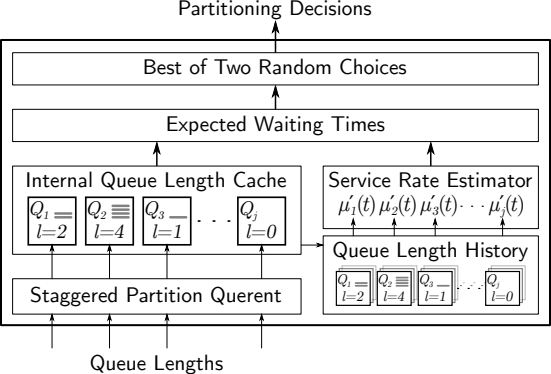 Partitioning Decisions
Best of Two Random Choices
Expected Waiting Times
Internal Queue Length Cache
Q₁ Q₂ Q₃ . . . Qⱼ
l=2 l=4 l=1 l=0
Staggered Partition Querent
Service Rate Estimator
μ′₁(t) μ′₂(t) μ′₃(t) · · · μ′ⱼ(t)
Queue Length History
Q₁ Q₂ Q₃ . . . Qⱼ
l=2 l=4 l=1 l=0
Queue Lengths